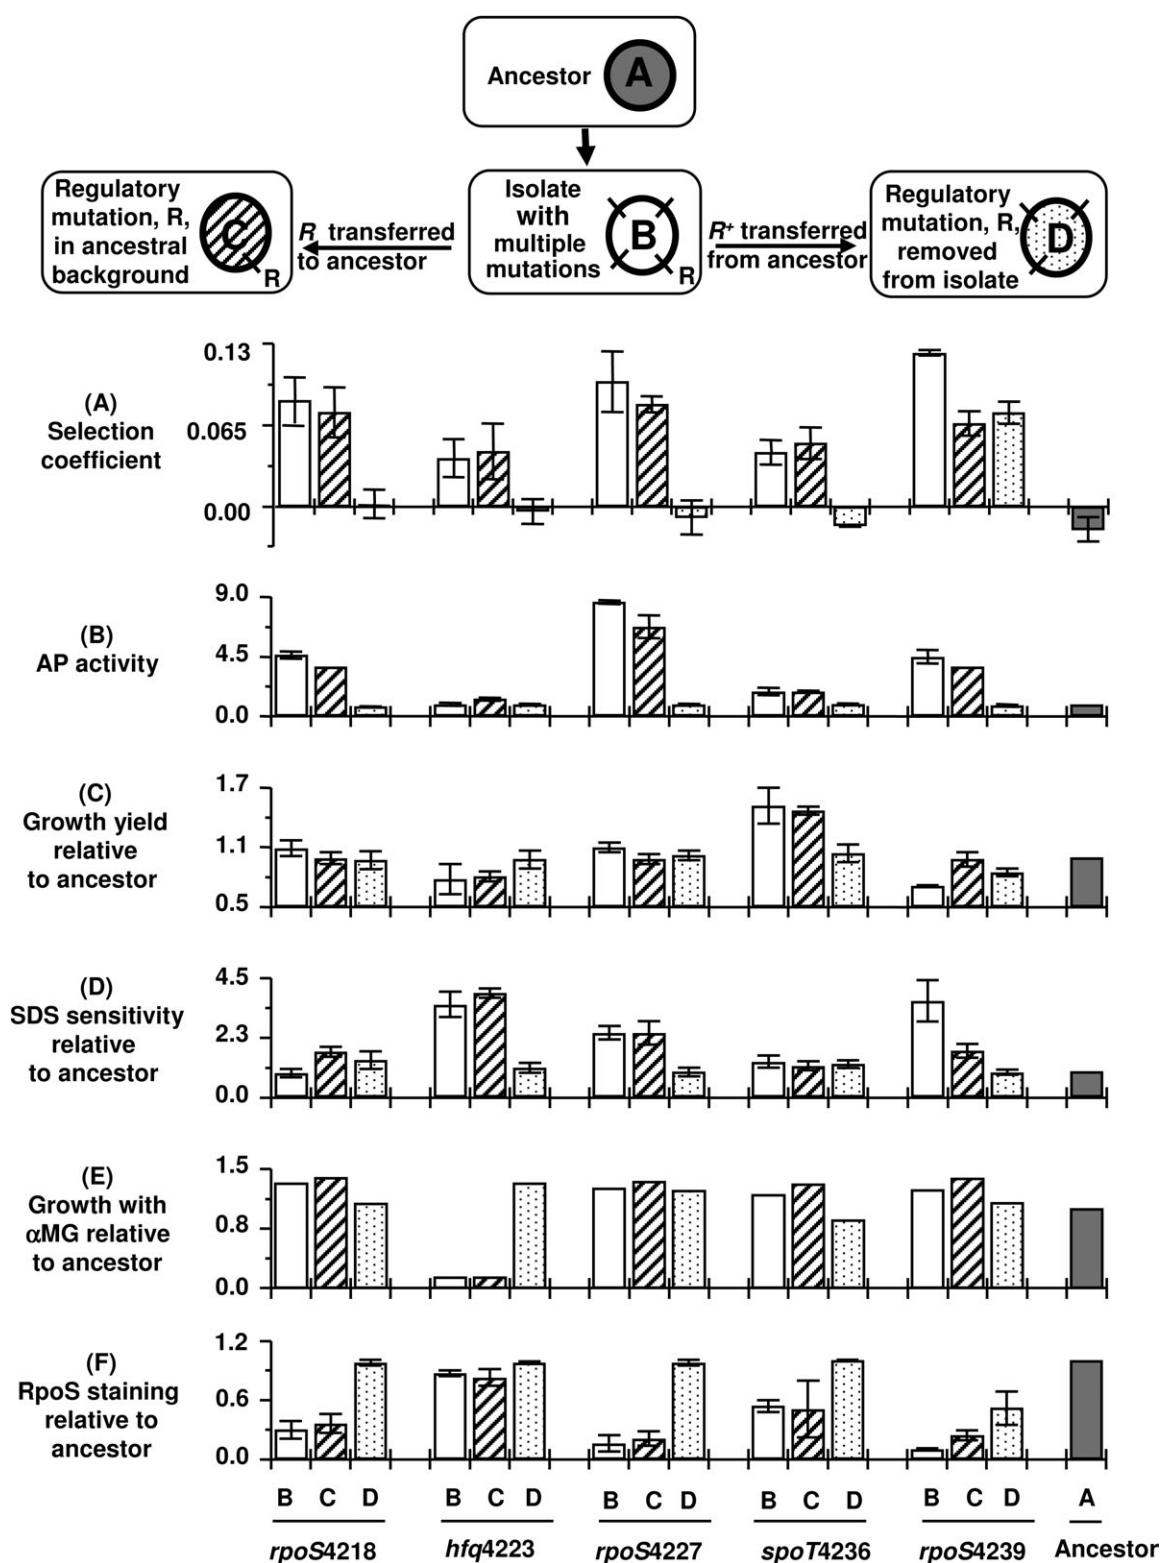 Ancestor
A
Regulatory
mutation, R,
in ancestral
background
C
R
R transferred
to ancestor
Isolate
with
multiple
mutations
B
R
R+ transferred
from ancestor
Regulatory
mutation, R,
removed
from isolate
D
(A)
Selection
coefficient
0.13
0.065
0.00
(B)
AP activity
9.0
4.5
0.0
(C)
Growth yield
relative
to ancestor
1.7
1.1
0.5
(D)
SDS sensitivity
relative
to ancestor
4.5
2.3
0.0
(E)
Growth with
αMG relative
to ancestor
1.5
0.8
0.0
(F)
RpoS staining
relative to
ancestor
1.2
0.6
0.0
B C D B C D B C D B C D B C D A
rpoS4218 hfq4223 rpoS4227 spoT4236 rpoS4239 Ancestor